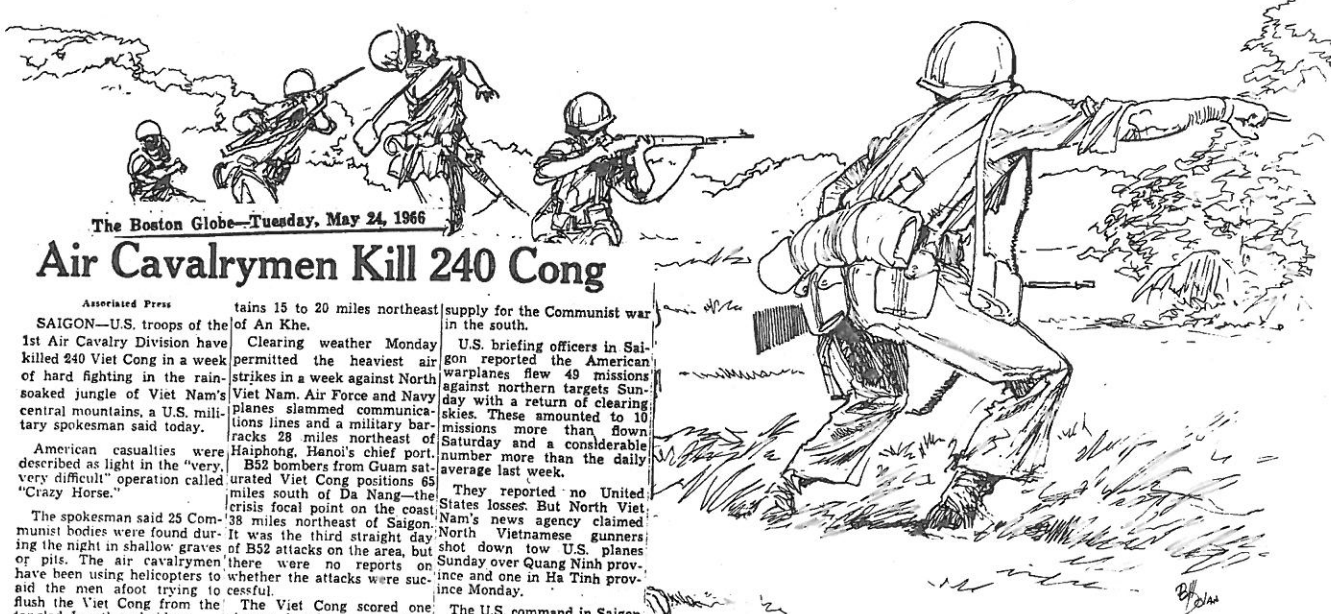 The Boston Globe—Tuesday, May 24, 1966
Air Cavalrymen Kill 240 Cong
Associated Press
SAIGON—U.S. troops of the
1st Air Cavalry Division have
killed 240 Viet Cong in a week
of hard fighting in the rain-
soaked jungle of Viet Nam's
central mountains, a U.S. mili-
tary spokesman said today.
American casualties were
described as light in the "very,
very difficult" operation called
"Crazy Horse."
The spokesman said 25 Com-
munist bodies were found dur-
ing the night in shallow graves
or pits. The air cavalrymen
have been using helicopters to
aid the men afoot trying to
flush the Viet Cong from the
tains 15 to 20 miles northeast
of An Khe.
Clearing weather Monday
permitted the heaviest air
strikes in a week against North
Viet Nam. Air Force and Navy
planes slammed communica-
tions lines and a military bar-
racks 28 miles northeast of
Haiphong, Hanoi's chief port.
B52 bombers from Guam sat-
urated Viet Cong positions 65
miles south of Da Nang—the
crisis focal point on the coast
38 miles northeast of Saigon.
It was the third straight day
of B52 attacks on the area, but
there were no reports on
whether the attacks were suc-
cessful.
The Viet Cong scored one
supply for the Communist war
in the south.
U.S. briefing officers in Sai-
gon reported the American
warplanes flew 49 missions
against northern targets Sun-
day with a return of clearing
skies. These amounted to 10
missions more than flown
Saturday and a considerable
number more than the daily
average last week.
They reported no United
States losses. But North Viet
Nam's news agency claimed
North Vietnamese gunners
shot down tow U.S. planes
Sunday over Quang Ninh prov-
ince and one in Ha Tinh prov-
ince Monday.
The U.S. command in Saigon